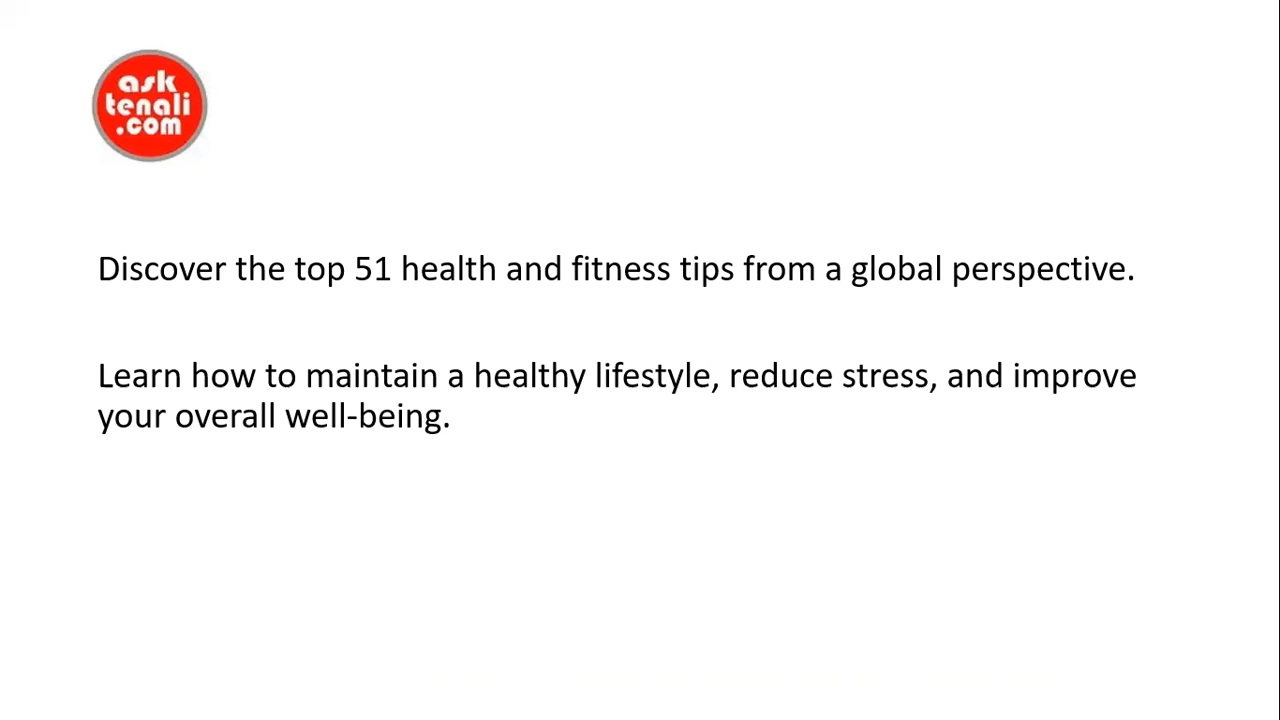 ask
tenali
.com
Discover the top 51 health and fitness tips from a global perspective.
Learn how to maintain a healthy lifestyle, reduce stress, and improve
your overall well-being.